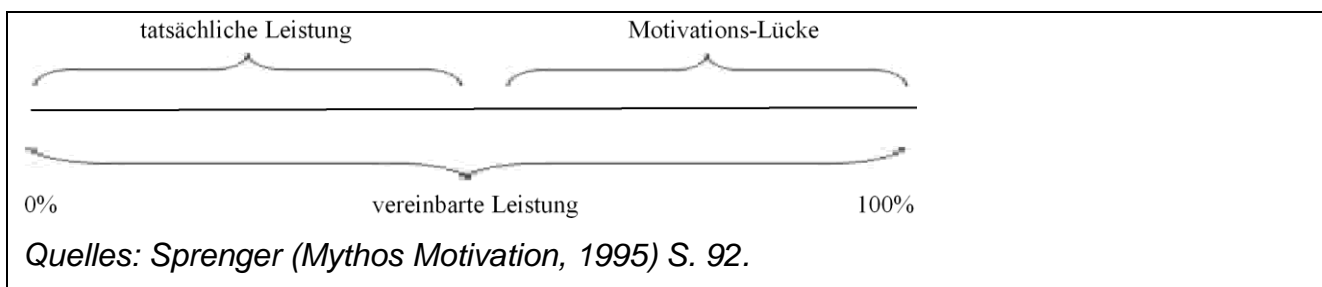 tatsächliche Leistung Motivations-Lücke
0% vereinbarte Leistung 100%
Quelles: Sprenger (Mythos Motivation, 1995) S. 92.